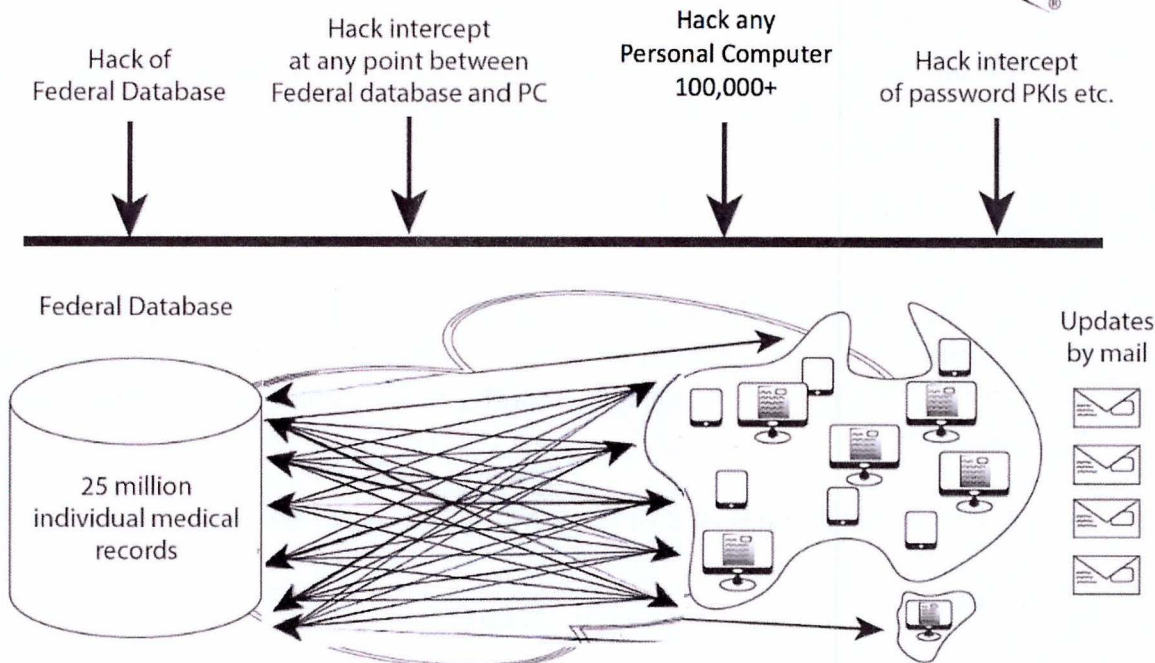 ®
Hack of
Federal Database
Hack intercept
at any point between
Federal database and PC
Hack any
Personal Computer
100,000+
Hack intercept
of password PKIs etc.
Federal Database
25 million
individual medical
records
Updates
by mail